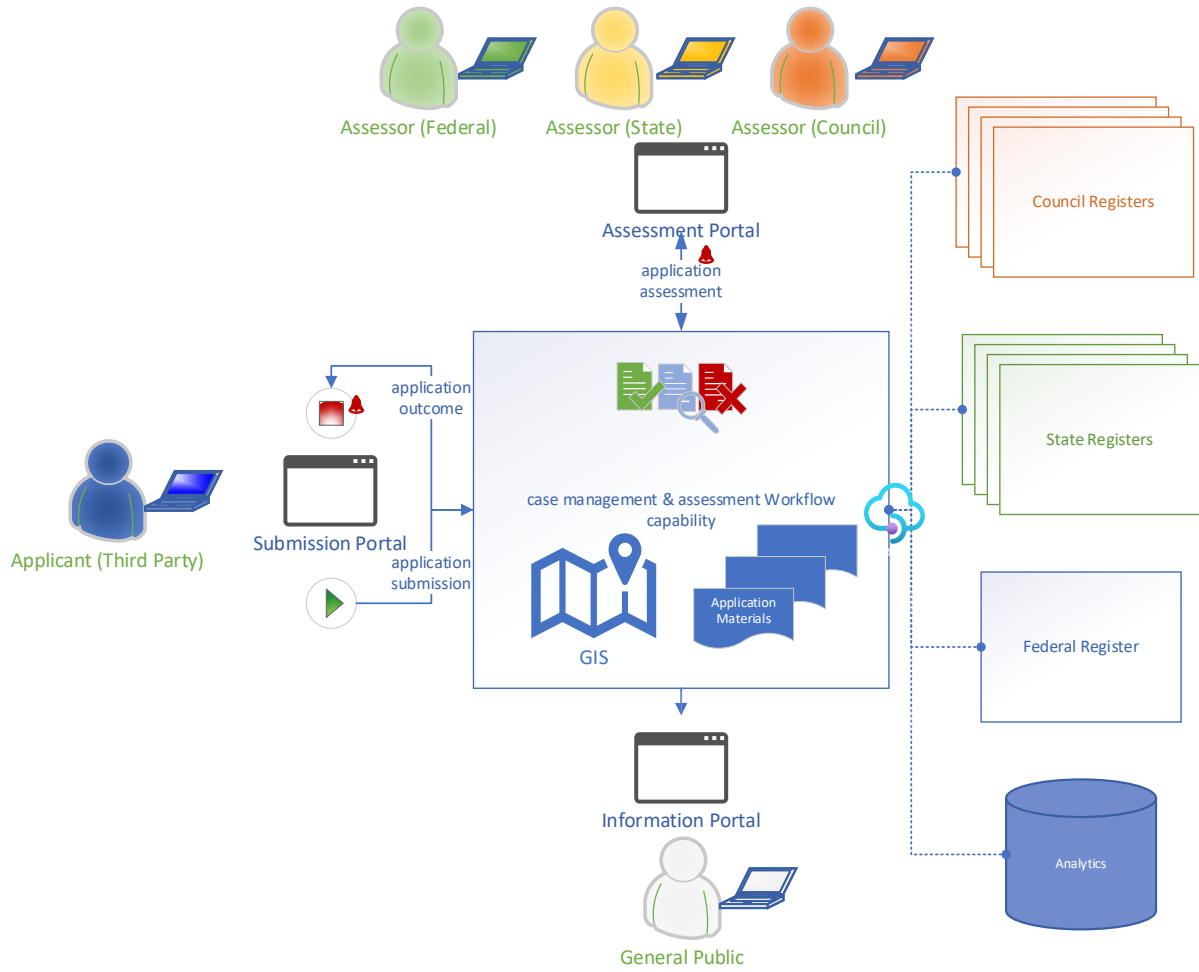 Assessor (Federal)
Assessor (State)
Assessor (Council)
Assessment Portal
application
assessment
Council Registers
application
outcome
State Registers
case management & assessment Workflow
capability
Submission Portal
Applicant (Third Party)
application
submission
Application
Materials
GIS
Federal Register
Information Portal
Analytics
General Public